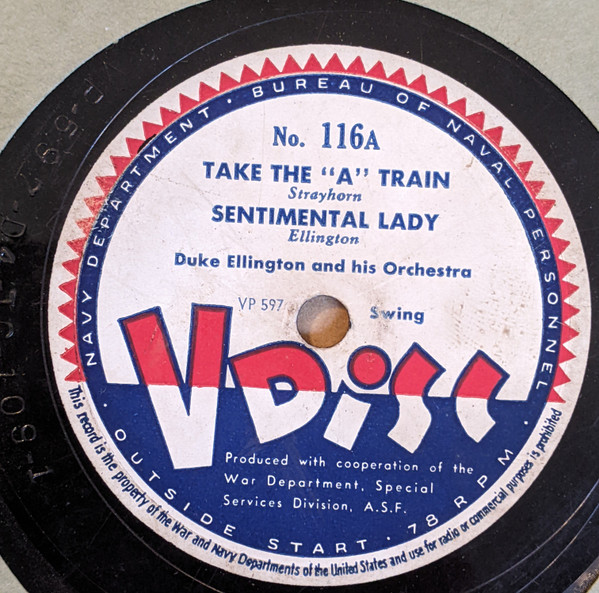 NAVY DEPARTMENT · BUREAU OF NAVAL PERSONNEL
No. 116A
TAKE THE "A" TRAIN
Strayhorn
SENTIMENTAL LADY
Ellington
Duke Ellington and his Orchestra
VP 597
Swing
V DISC
Produced with cooperation of the
War Department, Special
Services Division, A.S.F.
· OUTSIDE START · 78 RPM ·
This record is the property of the War and Navy Departments of the United States and use for radio or commercial purposes is prohibited